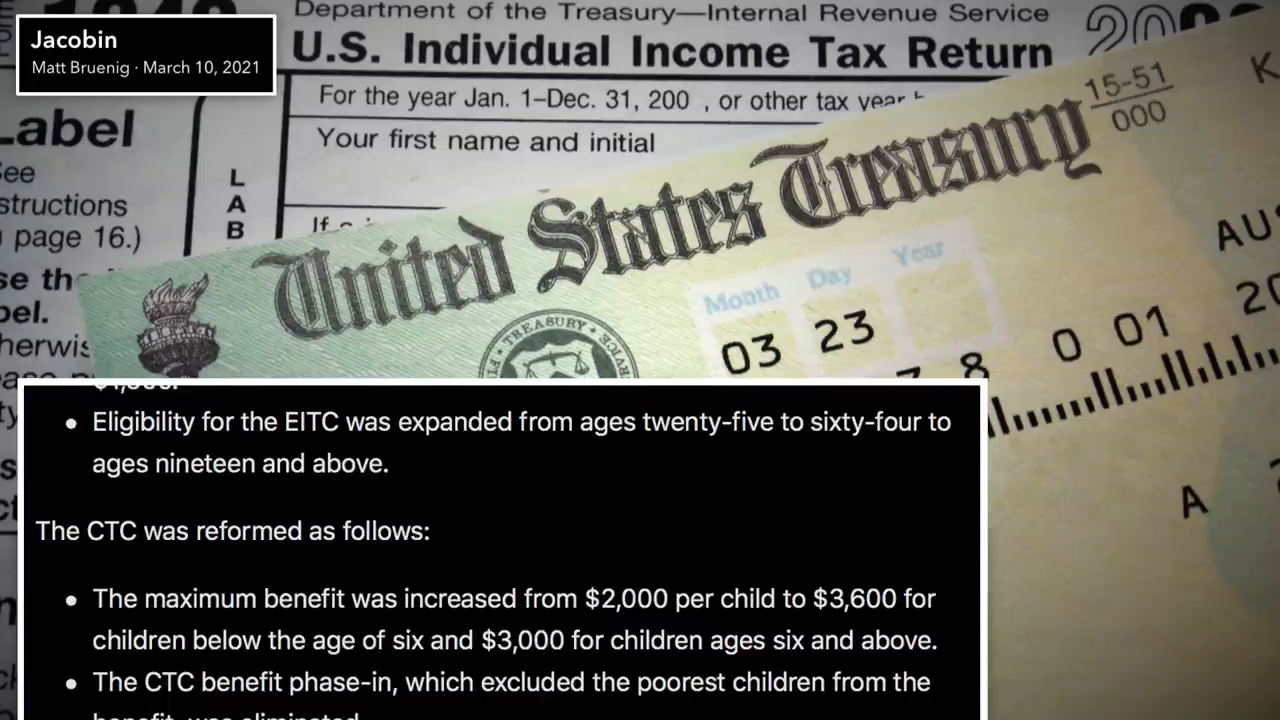 Jacobin
Matt Bruenig · March 10, 2021
Department of the Treasury—Internal Revenue Service
U.S. Individual Income Tax Return
For the year Jan. 1–Dec. 31, 200 , or other tax year
Your first name and initial
Label
See
structions
page 16.)
L
A
B
United States Treasury
15-51
000
K
Month Day Year
03 23
AU
0 01
20
A
TREASURY
Eligibility for the EITC was expanded from ages twenty-five to sixty-four to
ages nineteen and above.
The CTC was reformed as follows:
The maximum benefit was increased from $2,000 per child to $3,600 for
children below the age of six and $3,000 for children ages six and above.
The CTC benefit phase-in, which excluded the poorest children from the
benefit, was eliminated